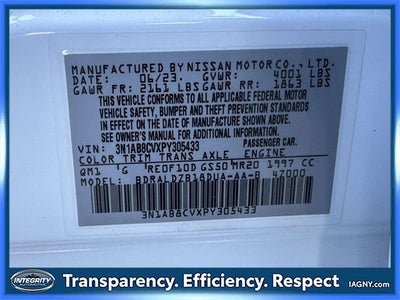 MANUFACTURED BY NISSAN MOTOR CO., LTD.
DATE: 06/23. GVWR: 4001 LBS
GAWR FR: 2161 LBS GAWR RR: 1863 LBS
THIS VEHICLE CONFORMS TO ALL APPLICABLE FEDERAL MOTOR
VEHICLE SAFETY, BUMPER, AND THEFT PREVENTION STANDARDS
IN EFFECT ON THE DATE OF MANUFACTURE SHOWN ABOVE.
SEE OWNER'S MANUAL FOR ADDITIONAL INFORMATION
VIN: 3N1AB8CVXPY305433 PASSENGER CAR.
COLOR TRIM TRANS AXLE ENGINE
QM1 G RE0F10D GS50 MR20 1997 CC
MODEL: BDRALDZB18DUA-AA-B 47000
3N1AB8CVXPY305433
INTEGRITY
Transparency. Efficiency. Respect
IAGNY.com